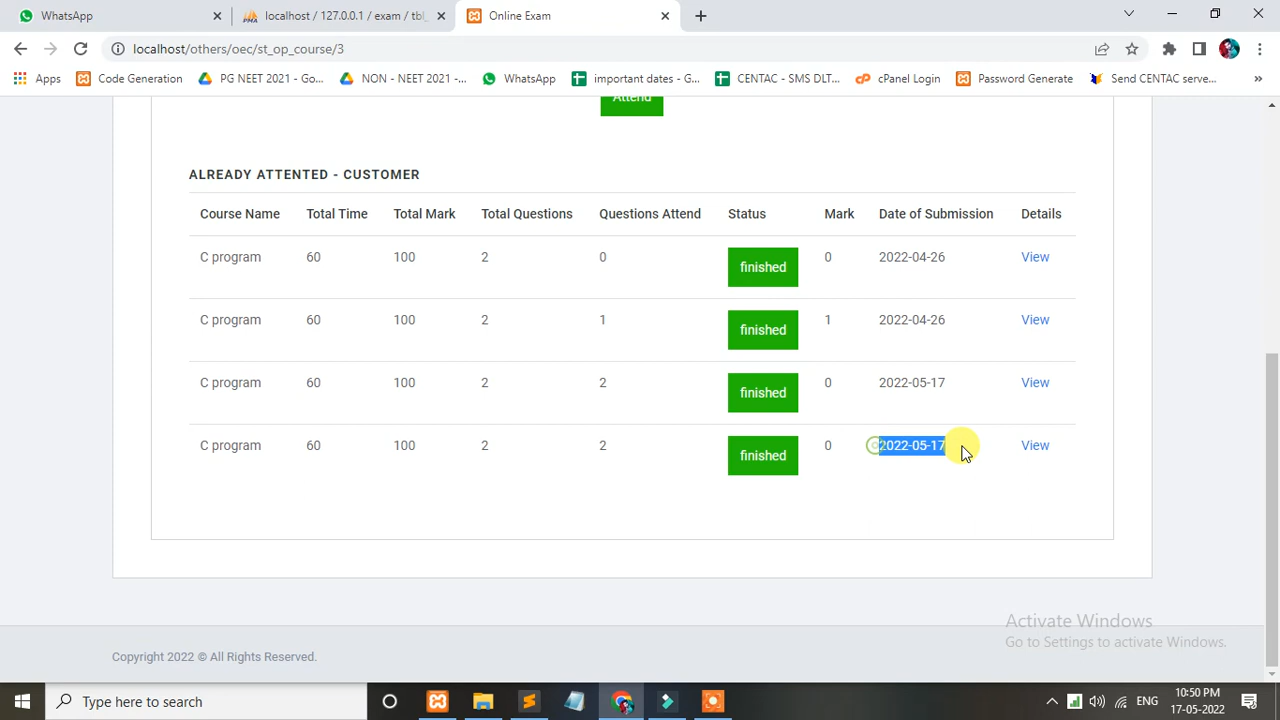 WhatsApp
localhost / 127.0.0.1 / exam / tbl_
Online Exam
localhost/others/oec/st_op_course/3
Apps
Code Generation
PG NEET 2021 - Go...
NON - NEET 2021 -...
WhatsApp
important dates - G...
CENTAC - SMS DLT...
cPanel Login
Password Generate
Send CENTAC serve...
Attend
ALREADY ATTENTED - CUSTOMER
Course Name Total Time Total Mark Total Questions Questions Attend Status Mark Date of Submission Details
C program 60 100 2 0 finished 0 2022-04-26 View
C program 60 100 2 1 finished 1 2022-04-26 View
C program 60 100 2 2 finished 0 2022-05-17 View
C program 60 100 2 2 finished 0 2022-05-17 View
Activate Windows
Go to Settings to activate Windows.
Copyright 2022 © All Rights Reserved.
Type here to search
ENG
10:50 PM
17-05-2022